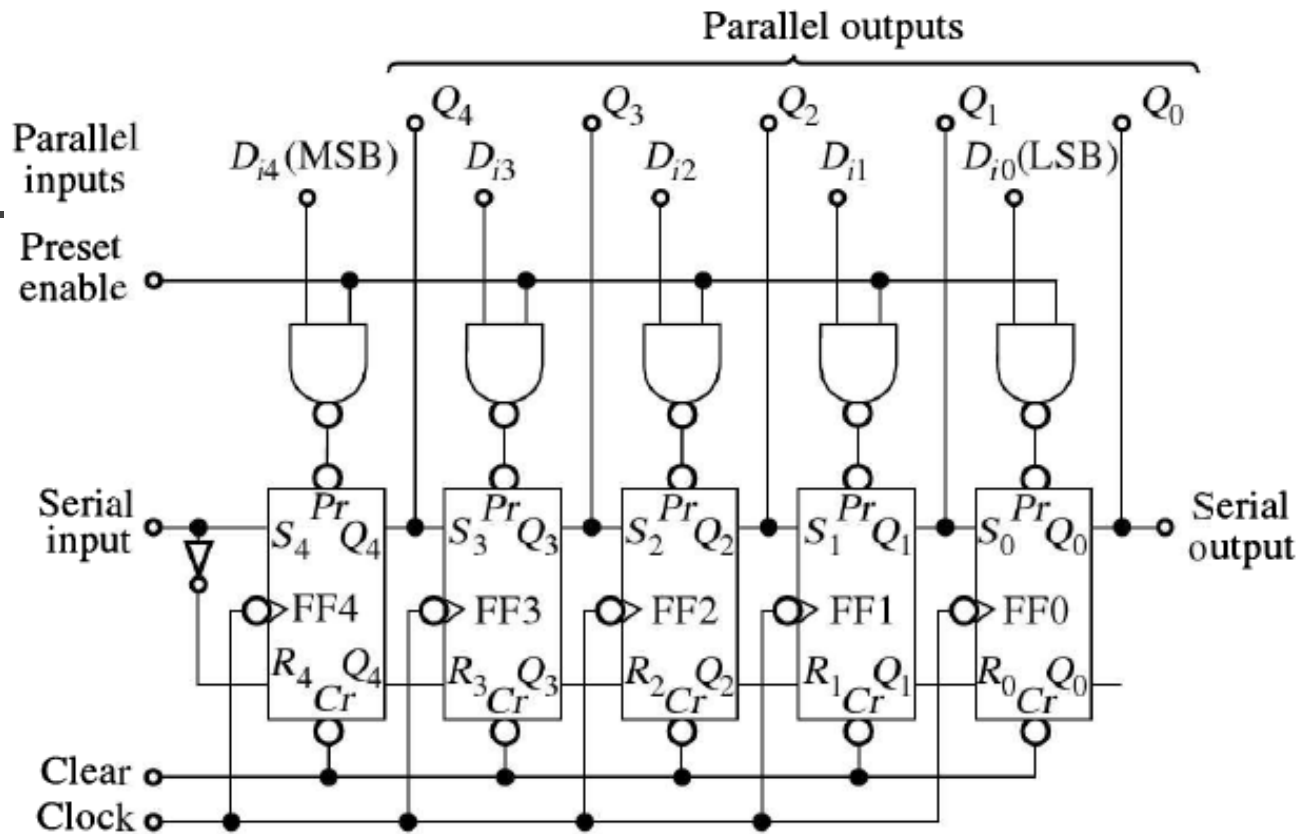 Parallel outputs
Q4 Q3 Q2 Q1 Q0
Parallel inputs
Di4 (MSB) Di3 Di2 Di1 Di0 (LSB)
Preset enable
Pr Pr Pr Pr Pr
Serial input
S4 Q4 S3 Q3 S2 Q2 S1 Q1 S0 Q0
Serial output
FF4 FF3 FF2 FF1 FF0
R4 Q4 R3 Q3 R2 Q2 R1 Q1 R0 Q0
Cr Cr Cr Cr Cr
Clear
Clock